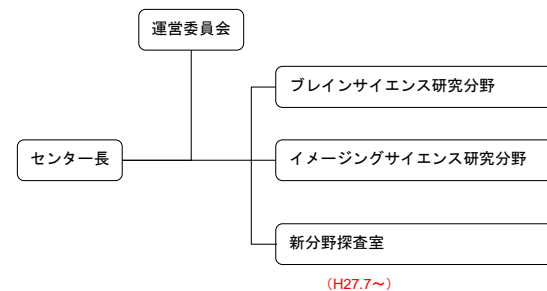 運営委員会
ブレインサイエンス研究分野
センター長
イメージングサイエンス研究分野
新分野探査室
（H27.7～）